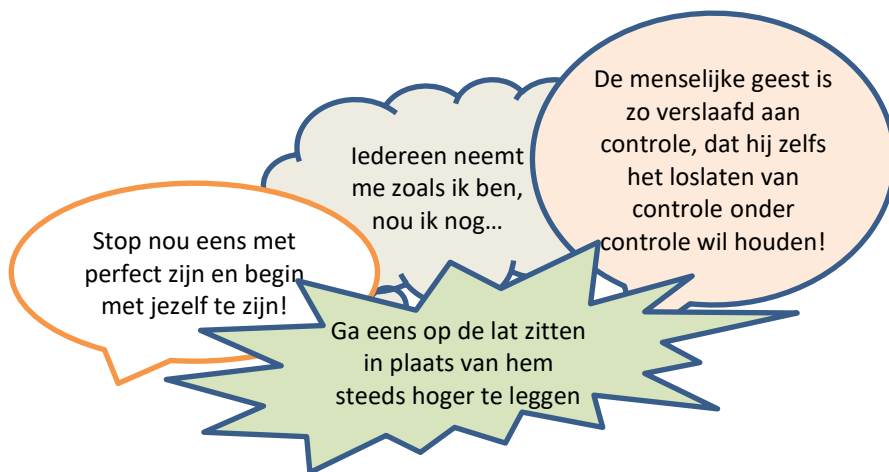 De menselijke geest is
zo verslaafd aan
controle, dat hij zelfs
het loslaten van
controle onder
controle wil houden!
Iedereen neemt
me zoals ik ben,
nou ik nog…
Stop nou eens met
perfect zijn en begin
met jezelf te zijn!
Ga eens op de lat zitten
in plaats van hem
steeds hoger te leggen